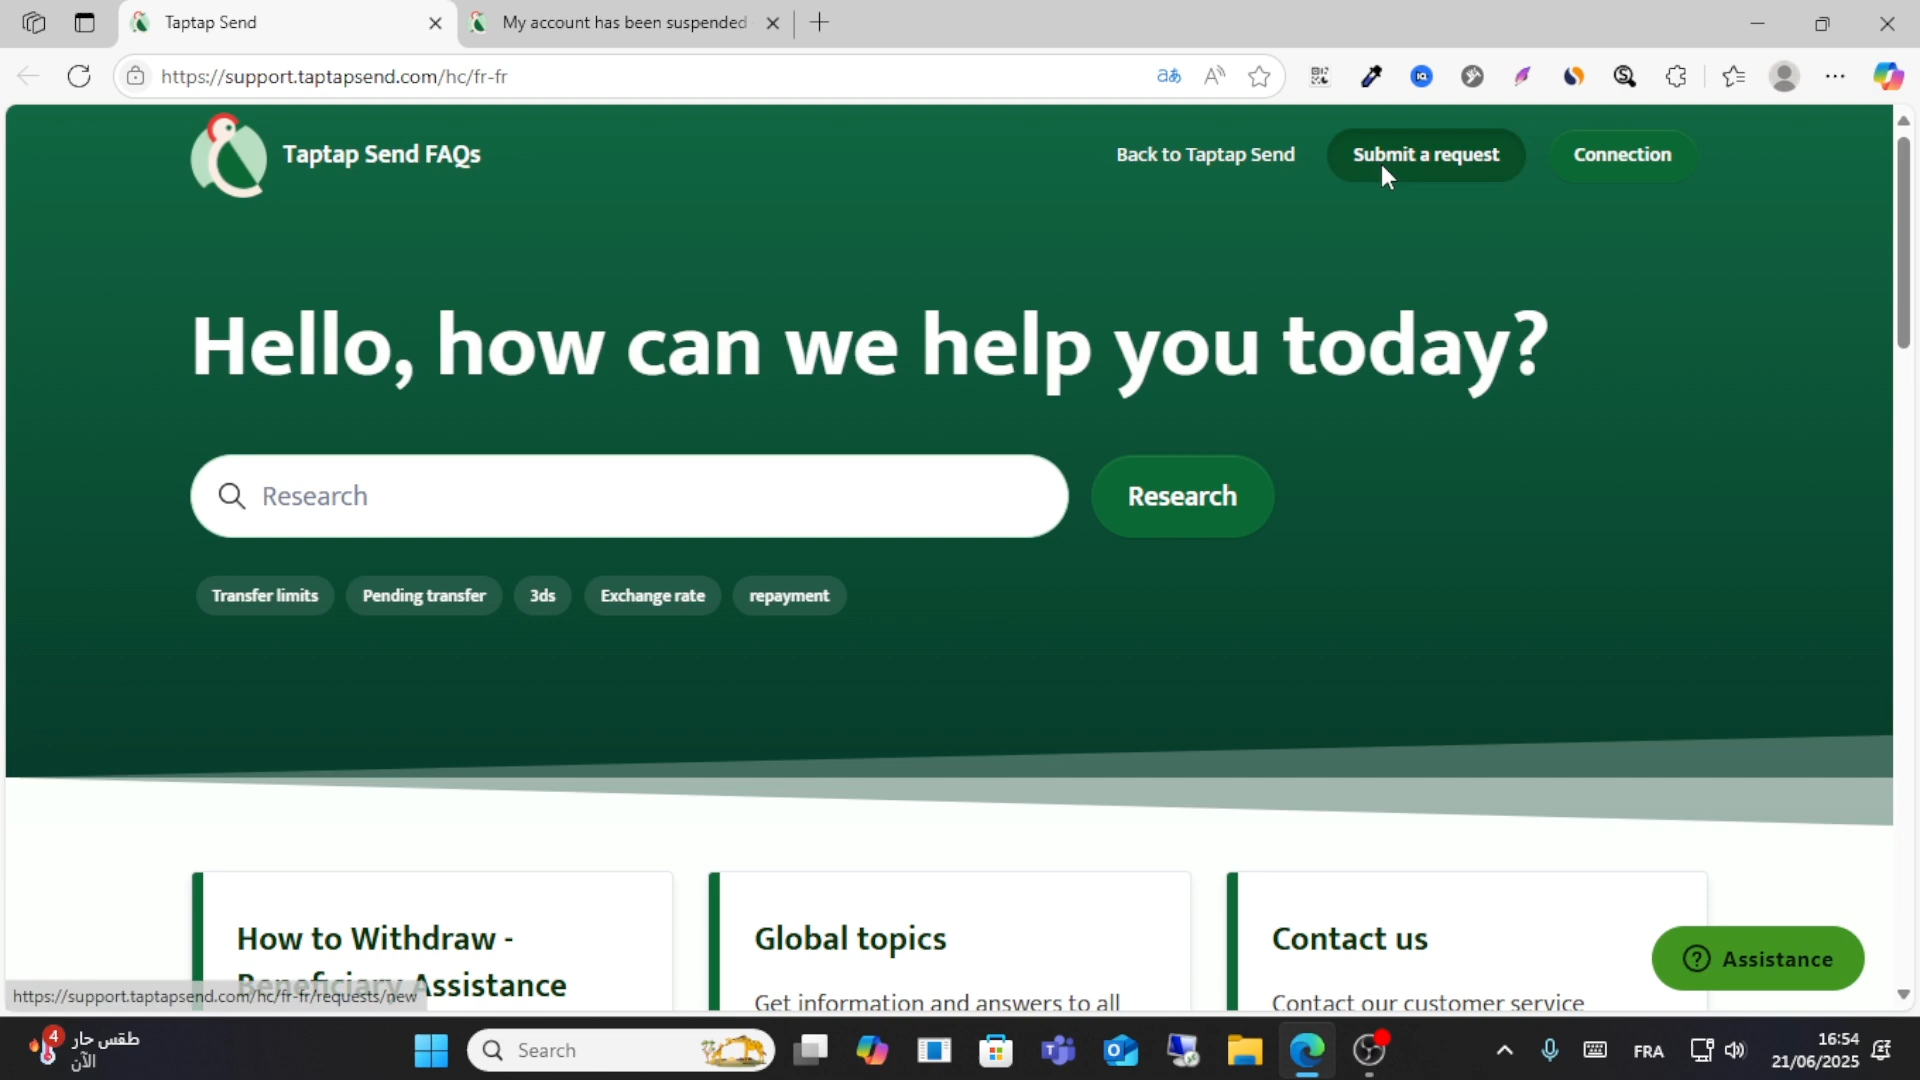 Taptap Send
My account has been suspended
https://support.taptapsend.com/hc/fr-fr
Taptap Send FAQs
Back to Taptap Send
Submit a request
Connection
Hello, how can we help you today?
Research
Research
Transfer limits
Pending transfer
3ds
Exchange rate
repayment
How to Withdraw -
Beneficiary Assistance
Global topics
Get information and answers to all
Contact us
Contact our customer service
Assistance
https://support.taptapsend.com/hc/fr-fr/requests/new
4
طقس حار
الآن
Search
FRA
16:54
21/06/2025